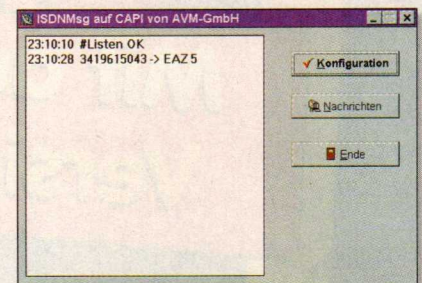 ISDNMsg auf CAPI von AVM-GmbH
23:10:10 #Listen OK
23:10:28 3419615043 -> EAZ 5
Konfiguration
Nachrichten
Ende